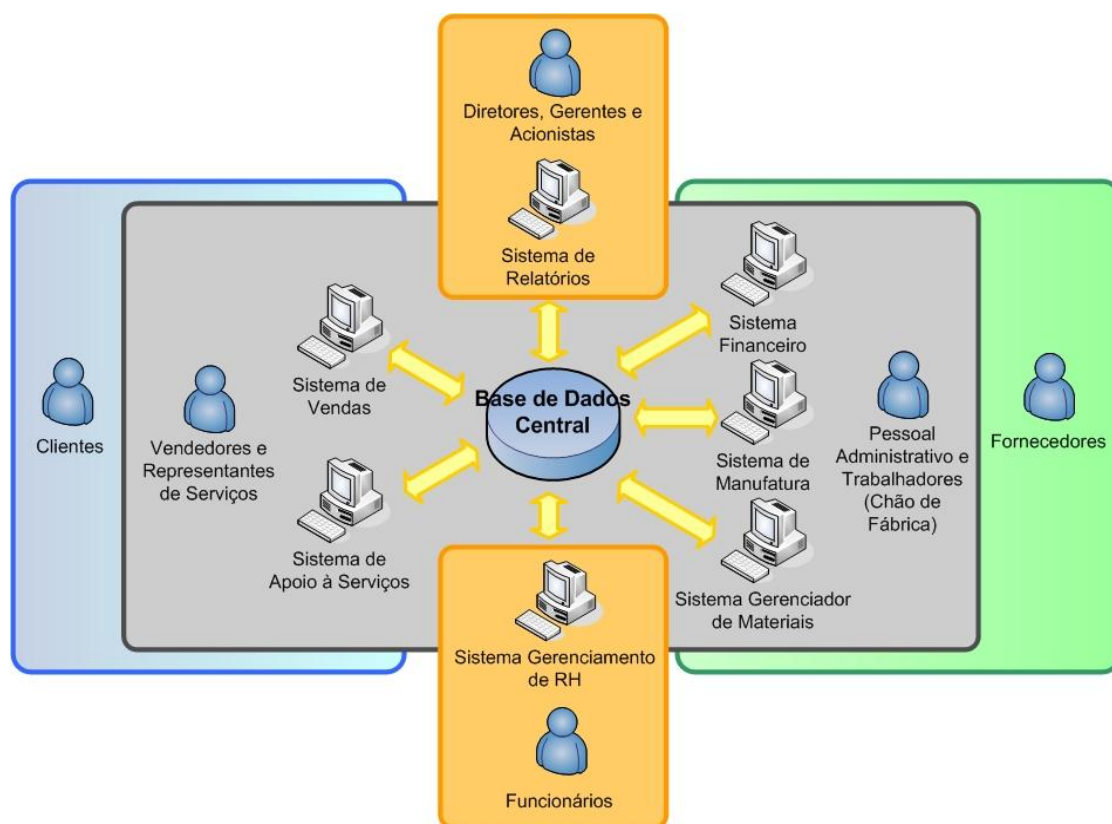 Diretores, Gerentes e
Acionistas
Sistema de
Relatórios
Sistema
Financeiro
Sistema de
Vendas
Base de Dados
Central
Clientes
Vendedores e
Representantes
de Serviços
Sistema de
Manufatura
Pessoal
Administrativo e
Trabalhadores
(Chão de
Fábrica)
Fornecedores
Sistema de
Apoio à Serviços
Sistema Gerenciador
de Materiais
Sistema Gerenciamento
de RH
Funcionários